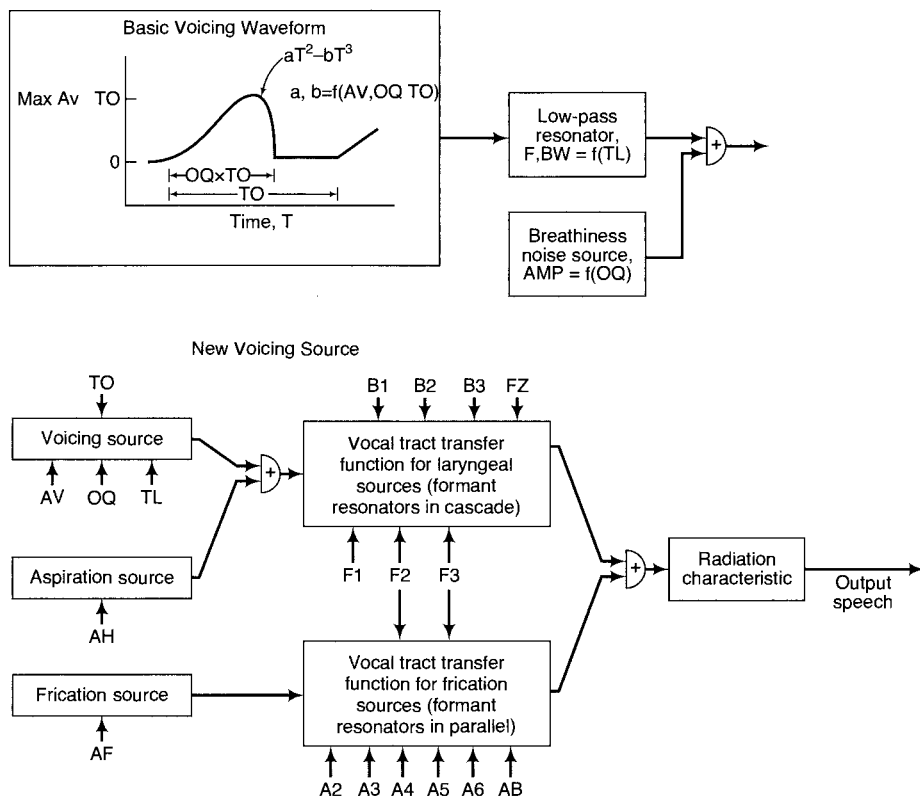 Basic Voicing Waveform
aT²–bT³
Max Av
TO
a, b=f(AV,OQ TO)
0
OQ×TO
TO
Time, T
Low-pass
resonator,
F,BW = f(TL)
+
Breathiness
noise source,
AMP = f(OQ)
New Voicing Source
TO
Voicing source
AV
OQ
TL
Aspiration source
AH
Frication source
AF
+
B1
B2
B3
FZ
Vocal tract transfer
function for laryngeal
sources (formant
resonators in cascade)
F1
F2
F3
Vocal tract transfer
function for frication
sources (formant
resonators in parallel)
A2
A3
A4
A5
A6
AB
+
Radiation
characteristic
Output
speech